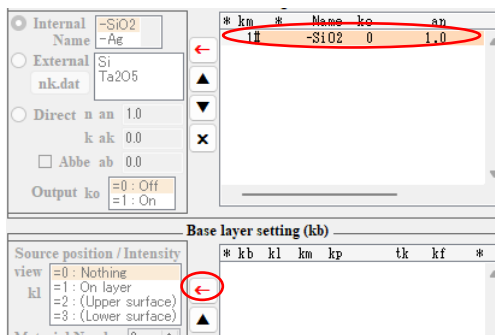 Internal -SiO2
Name -Ag
External Si
nk.dat Ta2O5
Direct n an 1.0
k ak 0.0
Abbe ab 0.0
Output ko =0 : Off
=1 : On
* km * Name ko an
1# -SiO2 0 1.0
Base layer setting (kb)
Source position / Intensity
view =0 : Nothing
kl =1 : On layer
=2 : (Upper surface)
=3 : (Lower surface)
* kb kl km kp tk kf *